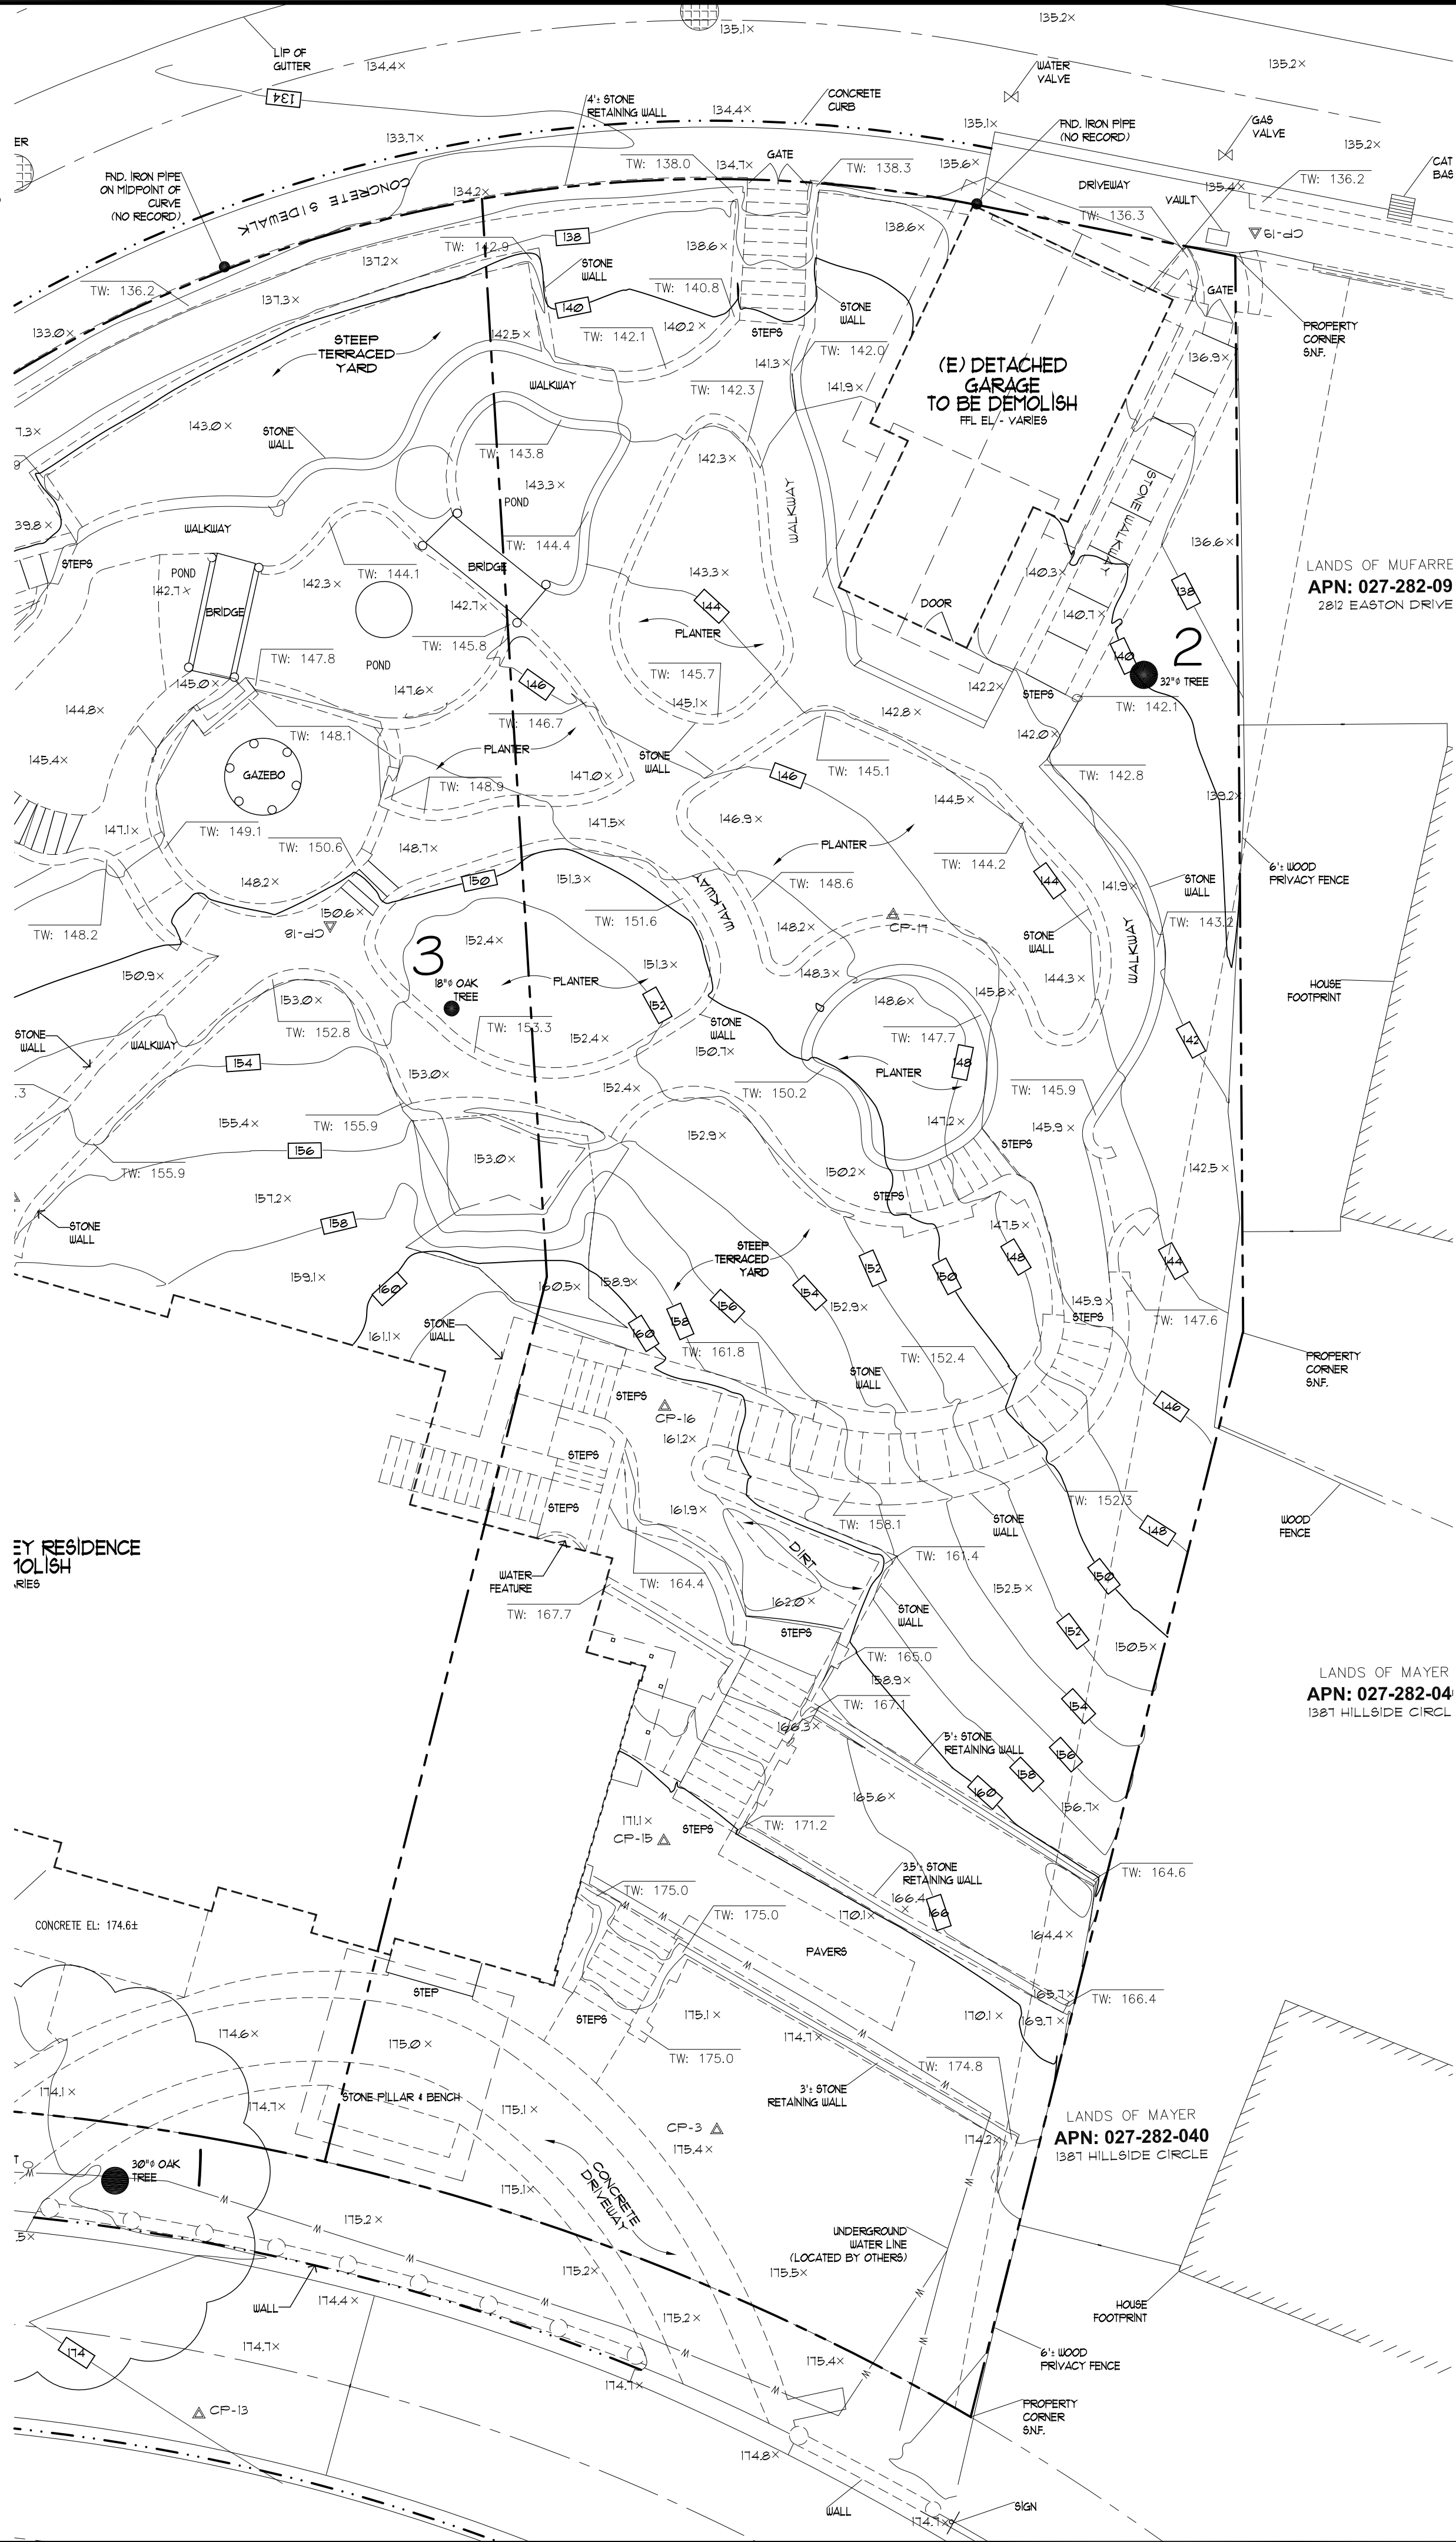 135.1×
135.2×
LIP OF
GUTTER
134.4×
135.2×
WATER
VALVE
134
4'± STONE
RETAINING WALL
134.4×
CONCRETE
CURB
133.7×
135.1×
FND. IRON PIPE
(NO RECORD)
GAS
VALVE
135.2×
ER
FND. IRON PIPE
ON MIDPOINT OF
CURVE
(NO RECORD)
CONCRETE SIDEWALK
134.2×
TW: 138.0
134.7×
GATE
TW: 138.3
135.6×
DRIVEWAY
135.4×
TW: 136.2
CAT
BAS
VAULT
TW: 136.3
CP-19
138
138.6×
138.6×
TW: 142.9
137.2×
STONE
WALL
TW: 136.2
137.3×
140
TW: 140.8
STONE
WALL
GATE
133.0×
STEEP
TERRACED
YARD
142.5×
TW: 142.1
140.2×
STEPS
PROPERTY
CORNER
S.N.F.
141.3×
TW: 142.0
136.9×
WALKWAY
TW: 142.3
141.9×
(E) DETACHED
GARAGE
TO BE DEMOLISH
FFL EL - VARIES
7.3×
143.0×
STONE
WALL
TW: 143.8
142.3×
143.3×
POND
WALKWAY
STONE WALKWAY
39.8×
WALKWAY
STEPS
TW: 144.4
136.6×
POND
142.7×
TW: 144.1
142.3×
BRIDGE
143.3×
140.3×
LANDS OF MUFARRE
APN: 027-282-09
2812 EASTON DRIVE
138
BRIDGE
142.7×
144
DOOR
140.7×
PLANTER
TW: 145.8
140
2
32"⌀ TREE
TW: 147.8
POND
145.0×
147.6×
146
TW: 145.7
145.1×
142.2×
STEPS
TW: 142.1
144.8×
TW: 146.7
142.8×
TW: 148.1
PLANTER
142.0×
145.4×
GAZEBO
147.0×
STONE
WALL
146
TW: 145.1
TW: 142.8
TW: 148.9
144.5×
139.2×
147.1×
TW: 149.1
147.5×
146.9×
TW: 150.6
148.7×
PLANTER
TW: 144.2
148.2×
150
151.3×
WALKWAY
TW: 148.6
144
141.9×
STONE
WALL
6'± WOOD
PRIVACY FENCE
TW: 148.2
150.6×
CP-18
TW: 151.6
148.2×
CP-17
STONE
WALL
WALKWAY
TW: 143.2
3
152.4×
151.3×
150.9×
18"⌀ OAK
TREE
PLANTER
148.3×
145.8×
144.3×
HOUSE
FOOTPRINT
153.0×
152
148.6×
STONE
WALL
WALKWAY
TW: 152.8
TW: 153.3
152.4×
STONE
WALL
150.7×
TW: 147.7
142
154
153.0×
148
PLANTER
.3
152.4×
TW: 150.2
TW: 145.9
155.4×
TW: 155.9
152.9×
147.2×
145.9×
STEPS
156
153.0×
TW: 155.9
150.2×
142.5×
157.2×
STEPS
STONE
WALL
158
147.5×
STEEP
TERRACED
YARD
148
152
150
144
159.1×
160
160.5×
158.9×
156
154
152.9×
145.9×
STEPS
TW: 147.6
161.1×
STONE
WALL
160
158
TW: 161.8
TW: 152.4
PROPERTY
CORNER
S.N.F.
STONE
WALL
STEPS
CP-16
161.2×
146
STEPS
161.9×
STEPS
TW: 152.3
TW: 158.1
STONE
WALL
148
WOOD
FENCE
EY RESIDENCE
MOLISH
ARIES
WATER
FEATURE
DIRT
TW: 161.4
TW: 164.4
150
152.5×
TW: 167.7
162.0×
STONE
WALL
STEPS
152
150.5×
TW: 165.0
158.9×
LANDS OF MAYER
APN: 027-282-04
1387 HILLSIDE CIRCL
TW: 167.1
154
166.3×
5'± STONE
RETAINING WALL
156
158
160
165.6×
156.7×
171.1×
CP-15
STEPS
TW: 171.2
3.5'± STONE
RETAINING WALL
TW: 164.6
TW: 175.0
166.4
×
166
TW: 175.0
170.1×
CONCRETE EL: 174.6±
PAVERS
164.4×
STEP
165.7×
TW: 166.4
STEPS
175.1×
170.1×
169.7×
174.6×
175.0×
174.7×
TW: 175.0
TW: 174.8
174.1×
174.7×
STONE PILLAR & BENCH
3'± STONE
RETAINING WALL
175.1×
CP-3
175.4×
174.2×
LANDS OF MAYER
APN: 027-282-040
1387 HILLSIDE CIRCLE
30"⌀ OAK
TREE
1
CONCRETE
DRIVEWAY
175.1×
175.2×
.5×
UNDERGROUND
WATER LINE
(LOCATED BY OTHERS)
175.2×
175.5×
WALL
174.4×
175.2×
HOUSE
FOOTPRINT
174
174.7×
175.4×
6'± WOOD
PRIVACY FENCE
174.7×
CP-13
PROPERTY
CORNER
S.N.F.
174.8×
WALL
SIGN
174.7×